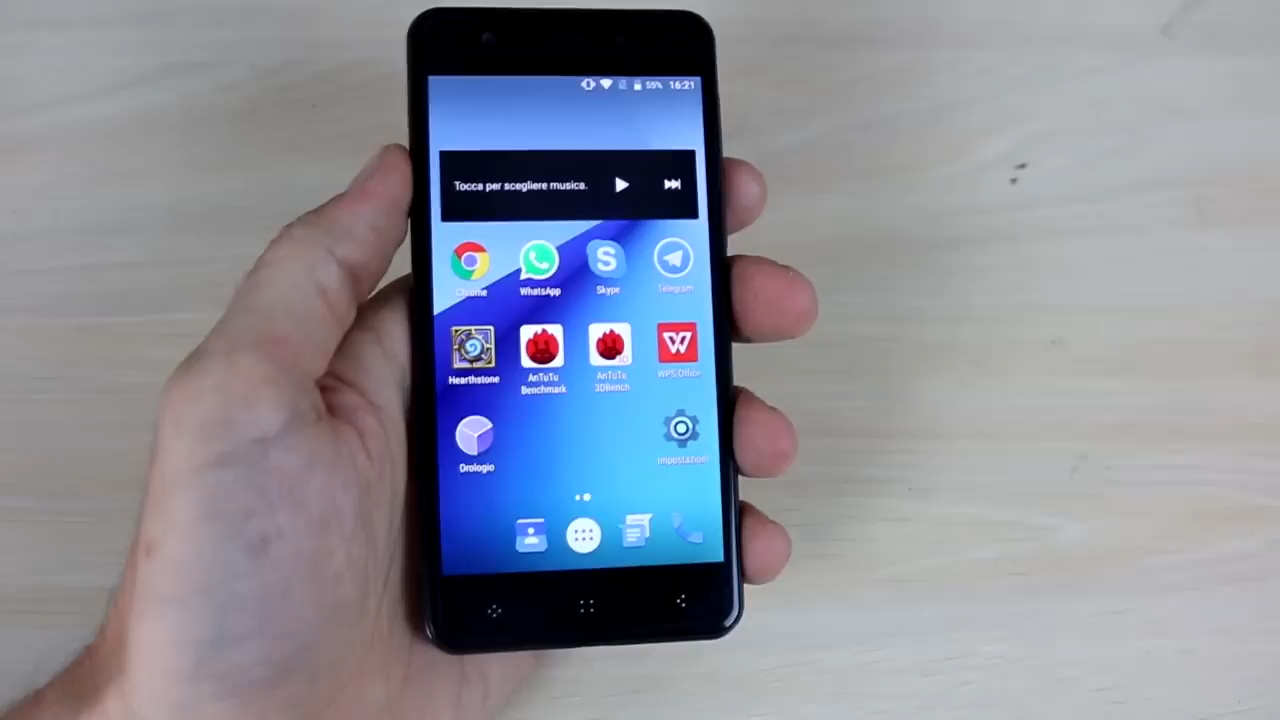 55% 16:21
Tocca per scegliere musica.
Chrome WhatsApp Skype Telegram
Hearthstone AnTuTu Benchmark AnTuTu 3DBench WPS Office
Orologio Impostazioni